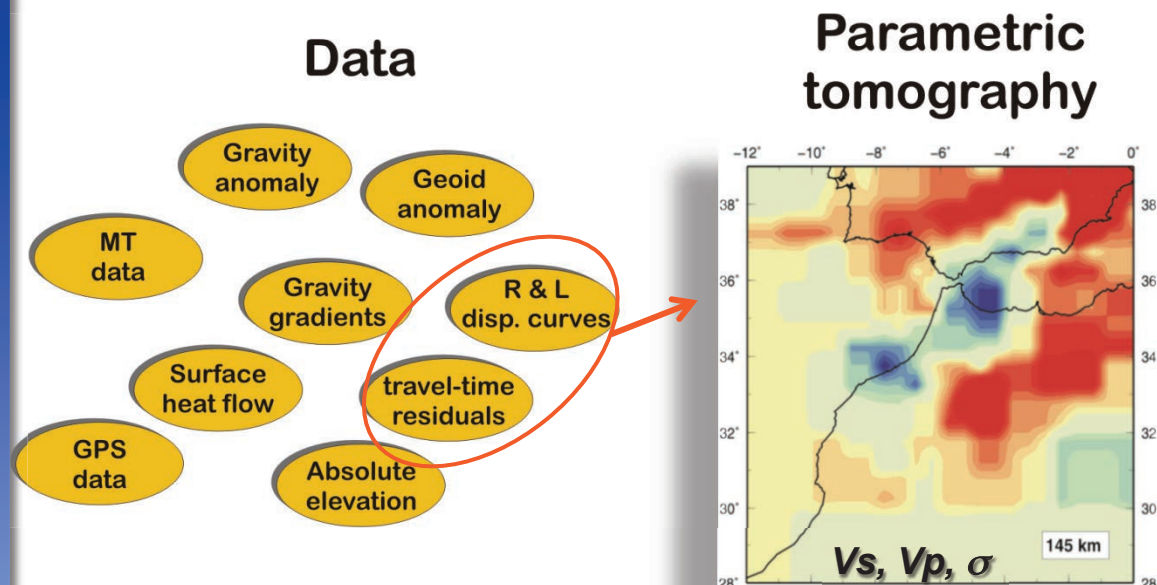 Data
Gravity
anomaly
Geoid
anomaly
MT
data
Gravity
gradients
R & L
disp. curves
Surface
heat flow
travel-time
residuals
GPS
data
Absolute
elevation
Parametric
tomography
−12˚ −10˚ −8˚ −6˚ −4˚ −2˚ 0˚
38˚ 38
36˚ 36
34˚ 34
32˚ 32
30˚ 30
28˚ 28
145 km
Vs, Vp, σ